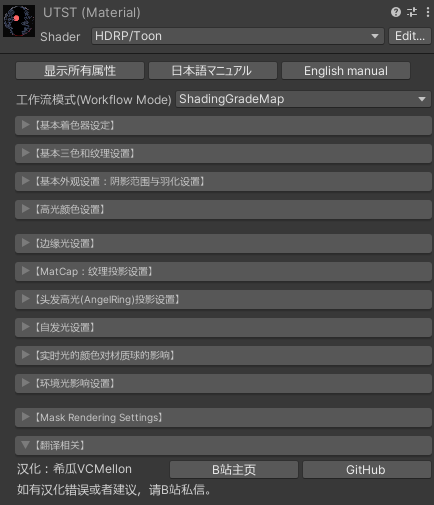 UTST (Material)
Shader HDRP/Toon Edit...
显示所有属性 日本語マニュアル English manual
工作流模式(Workflow Mode) ShadingGradeMap
【基本着色器设定】
【基本三色和纹理设置】
【基本外观设置：阴影范围与羽化设置】
【高光颜色设置】
【边缘光设置】
【MatCap：纹理投影设置】
【头发高光(AngelRing)投影设置】
【自发光设置】
【实时光的颜色对材质球的影响】
【环境光影响设置】
【Mask Rendering Settings】
【翻译相关】
汉化：希瓜VCMellon B站主页 GitHub
如有汉化错误或者建议，请B站私信。